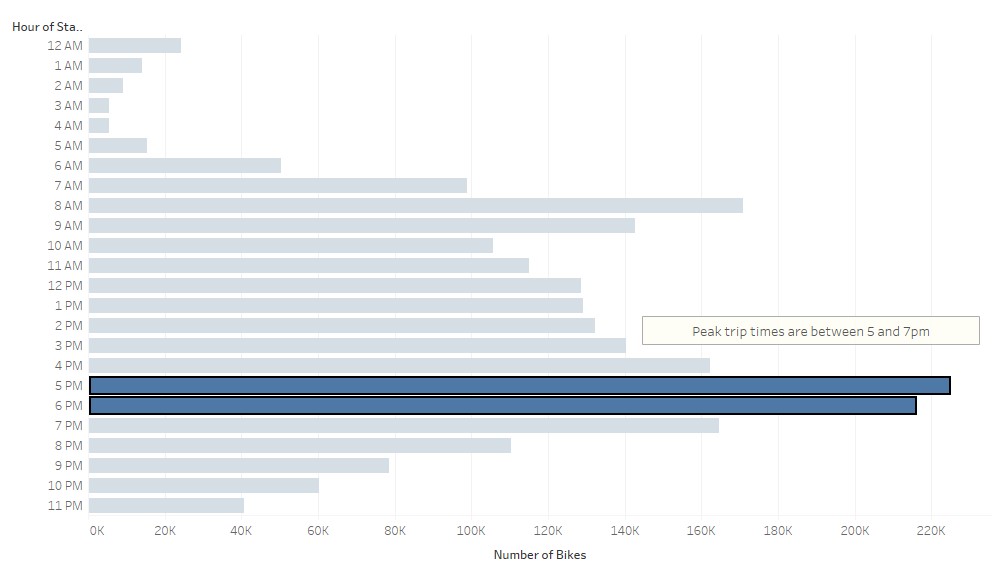 Hour of Sta..
12 AM
1 AM
2 AM
3 AM
4 AM
5 AM
6 AM
7 AM
8 AM
9 AM
10 AM
11 AM
12 PM
1 PM
2 PM
Peak trip times are between 5 and 7pm
3 PM
4 PM
5 PM
6 PM
7 PM
8 PM
9 PM
10 PM
11 PM
0K 20K 40K 60K 80K 100K 120K 140K 160K 180K 200K 220K
Number of Bikes